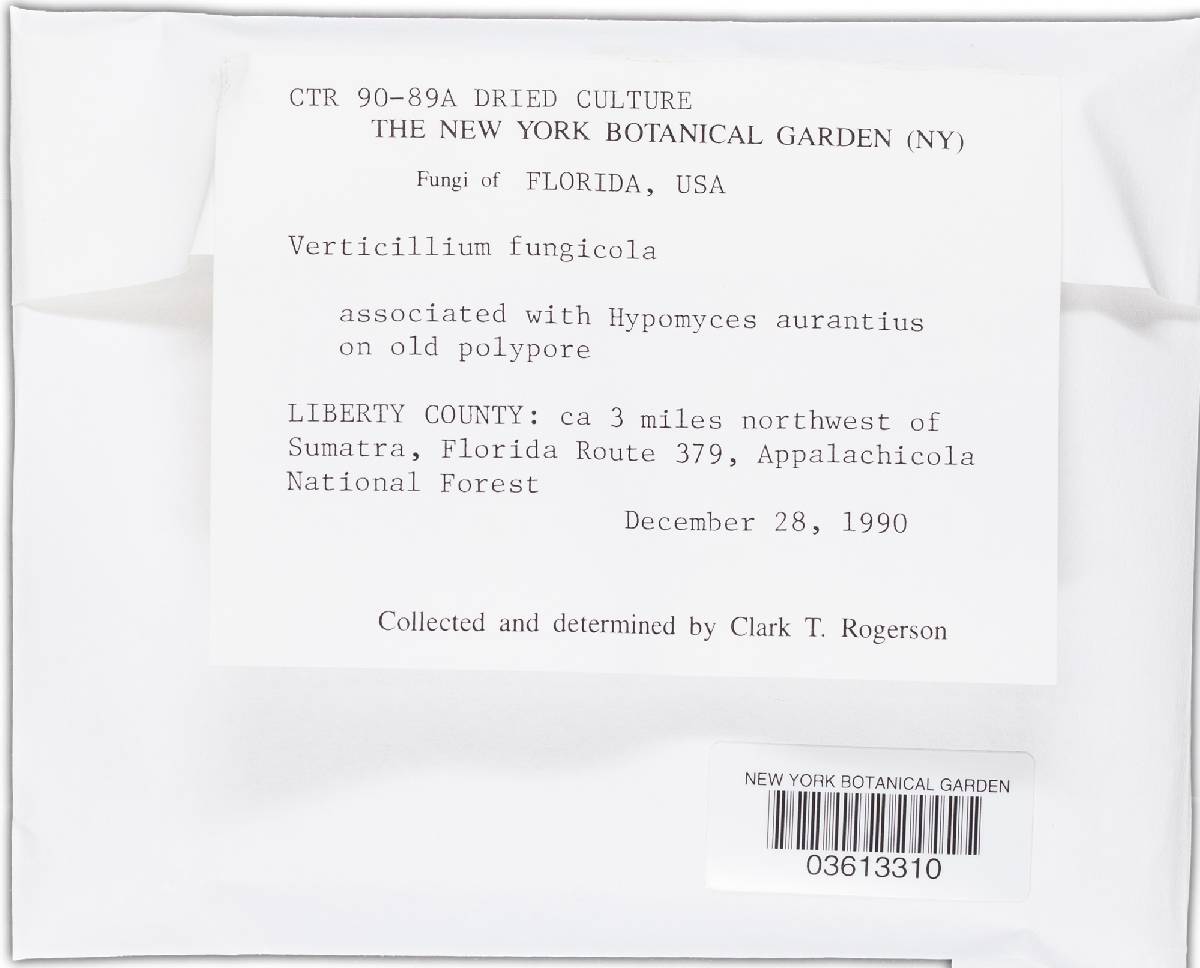 CTR 90-89A DRIED CULTURE
THE NEW YORK BOTANICAL GARDEN (NY)
Fungi of FLORIDA, USA
Verticillium fungicola
associated with Hypomyces aurantius
on old polypore
LIBERTY COUNTY: ca 3 miles northwest of
Sumatra, Florida Route 379, Appalachicola
National Forest
December 28, 1990
Collected and determined by Clark T. Rogerson
NEW YORK BOTANICAL GARDEN
03613310